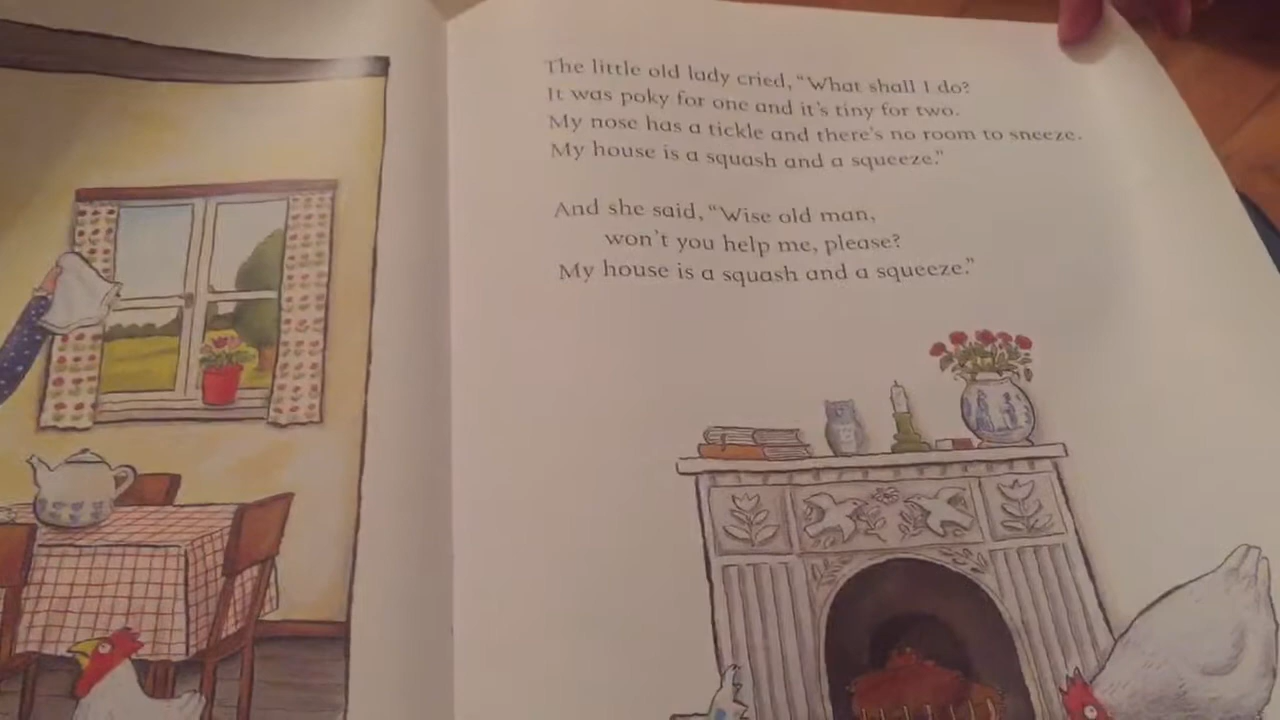 The little old lady cried, “What shall I do?
It was poky for one and it’s tiny for two.
My nose has a tickle and there’s no room to sneeze.
My house is a squash and a squeeze.”
And she said, “Wise old man,
won’t you help me, please?
My house is a squash and a squeeze.”